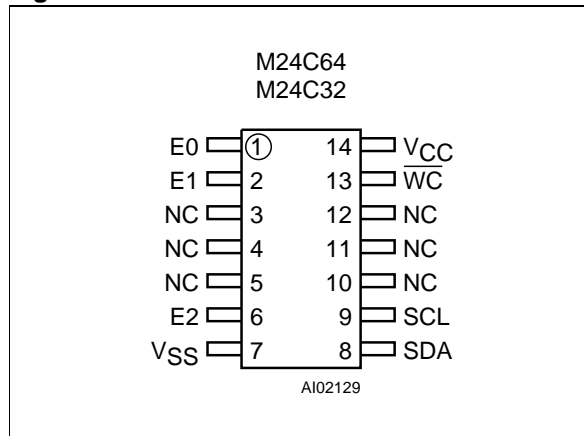 M24C64
M24C32
E0 1 14 VCC
E1 2 13 W̅C̅
NC 3 12 NC
NC 4 11 NC
NC 5 10 NC
E2 6 9 SCL
VSS 7 8 SDA
AI02129